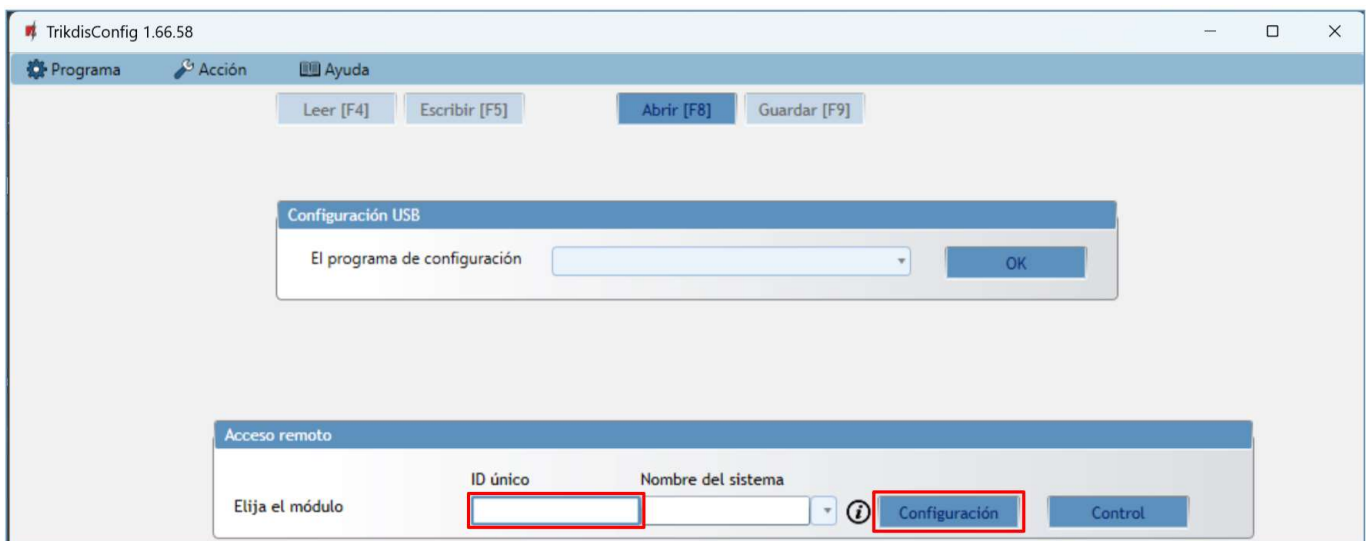 TrikdisConfig 1.66.58
Programa Acción Ayuda
Leer [F4] Escribir [F5] Abrir [F8] Guardar [F9]
Configuración USB
El programa de configuración OK
Acceso remoto
ID único Nombre del sistema
Elija el módulo i Configuración Control